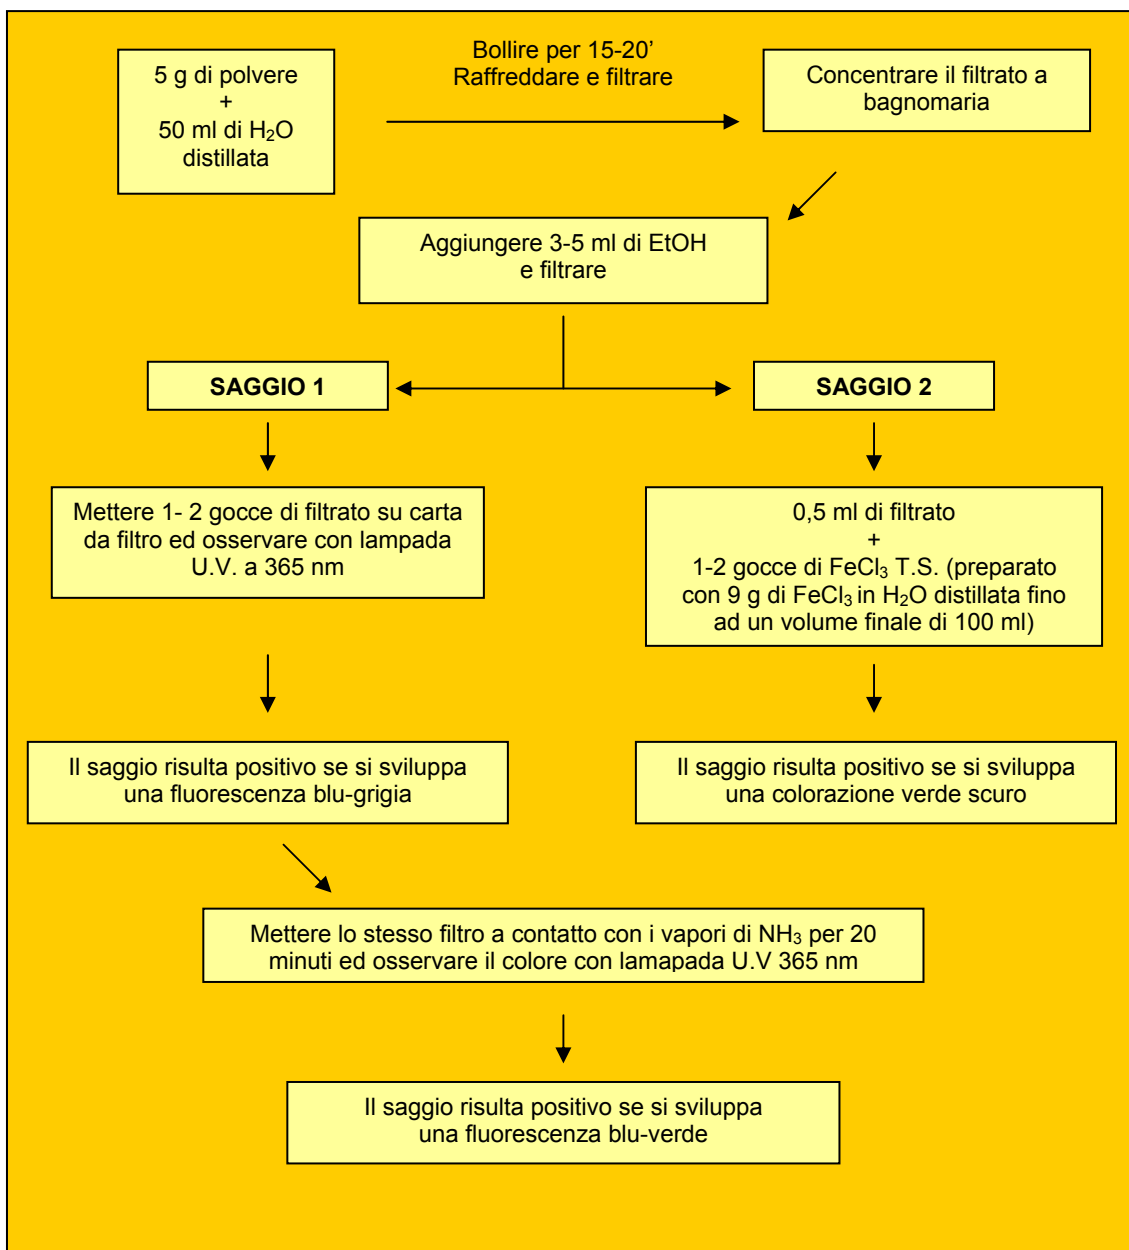 5 g di polvere
+
50 ml di H₂O
distillata
Bollire per 15-20’
Raffreddare e filtrare
Concentrare il filtrato a
bagnomaria
Aggiungere 3-5 ml di EtOH
e filtrare
SAGGIO 1
SAGGIO 2
Mettere 1- 2 gocce di filtrato su carta
da filtro ed osservare con lampada
U.V. a 365 nm
0,5 ml di filtrato
+
1-2 gocce di FeCl₃ T.S. (preparato
con 9 g di FeCl₃ in H₂O distillata fino
ad un volume finale di 100 ml)
Il saggio risulta positivo se si sviluppa
una fluorescenza blu-grigia
Il saggio risulta positivo se si sviluppa
una colorazione verde scuro
Mettere lo stesso filtro a contatto con i vapori di NH₃ per 20
minuti ed osservare il colore con lamapada U.V 365 nm
Il saggio risulta positivo se si sviluppa
una fluorescenza blu-verde